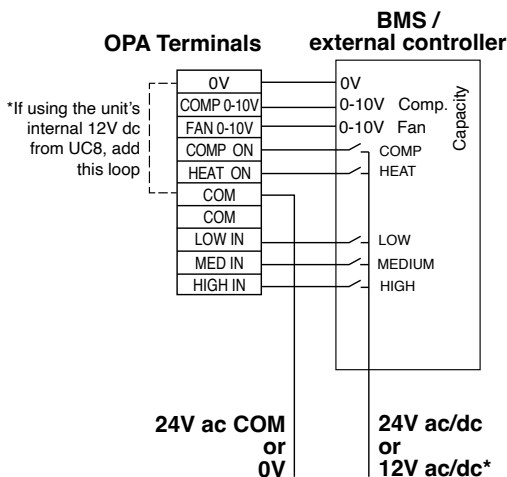 BMS /
external controller
OPA Terminals
*If using the unit's
internal 12V dc
from UC8, add
this loop
0V
COMP 0-10V
FAN 0-10V
COMP ON
HEAT ON
COM
COM
LOW IN
MED IN
HIGH IN
0V
0-10V Comp.
0-10V Fan
Capacity
COMP
HEAT
LOW
MEDIUM
HIGH
24V ac COM
or
0V
24V ac/dc
or
12V ac/dc*